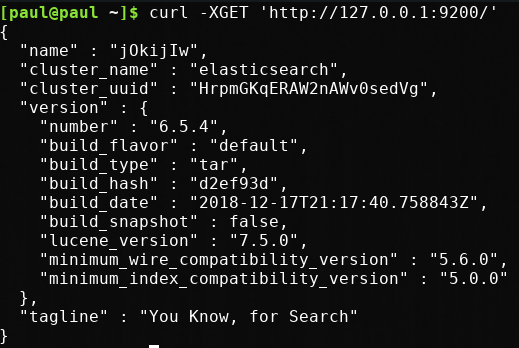 [paul@paul ~]$ curl -XGET 'http://127.0.0.1:9200/'
{
  "name" : "jOkijIw",
  "cluster_name" : "elasticsearch",
  "cluster_uuid" : "HrpmGKqERAW2nAWv0sedVg",
  "version" : {
    "number" : "6.5.4",
    "build_flavor" : "default",
    "build_type" : "tar",
    "build_hash" : "d2ef93d",
    "build_date" : "2018-12-17T21:17:40.758843Z",
    "build_snapshot" : false,
    "lucene_version" : "7.5.0",
    "minimum_wire_compatibility_version" : "5.6.0",
    "minimum_index_compatibility_version" : "5.0.0"
  },
  "tagline" : "You Know, for Search"
}